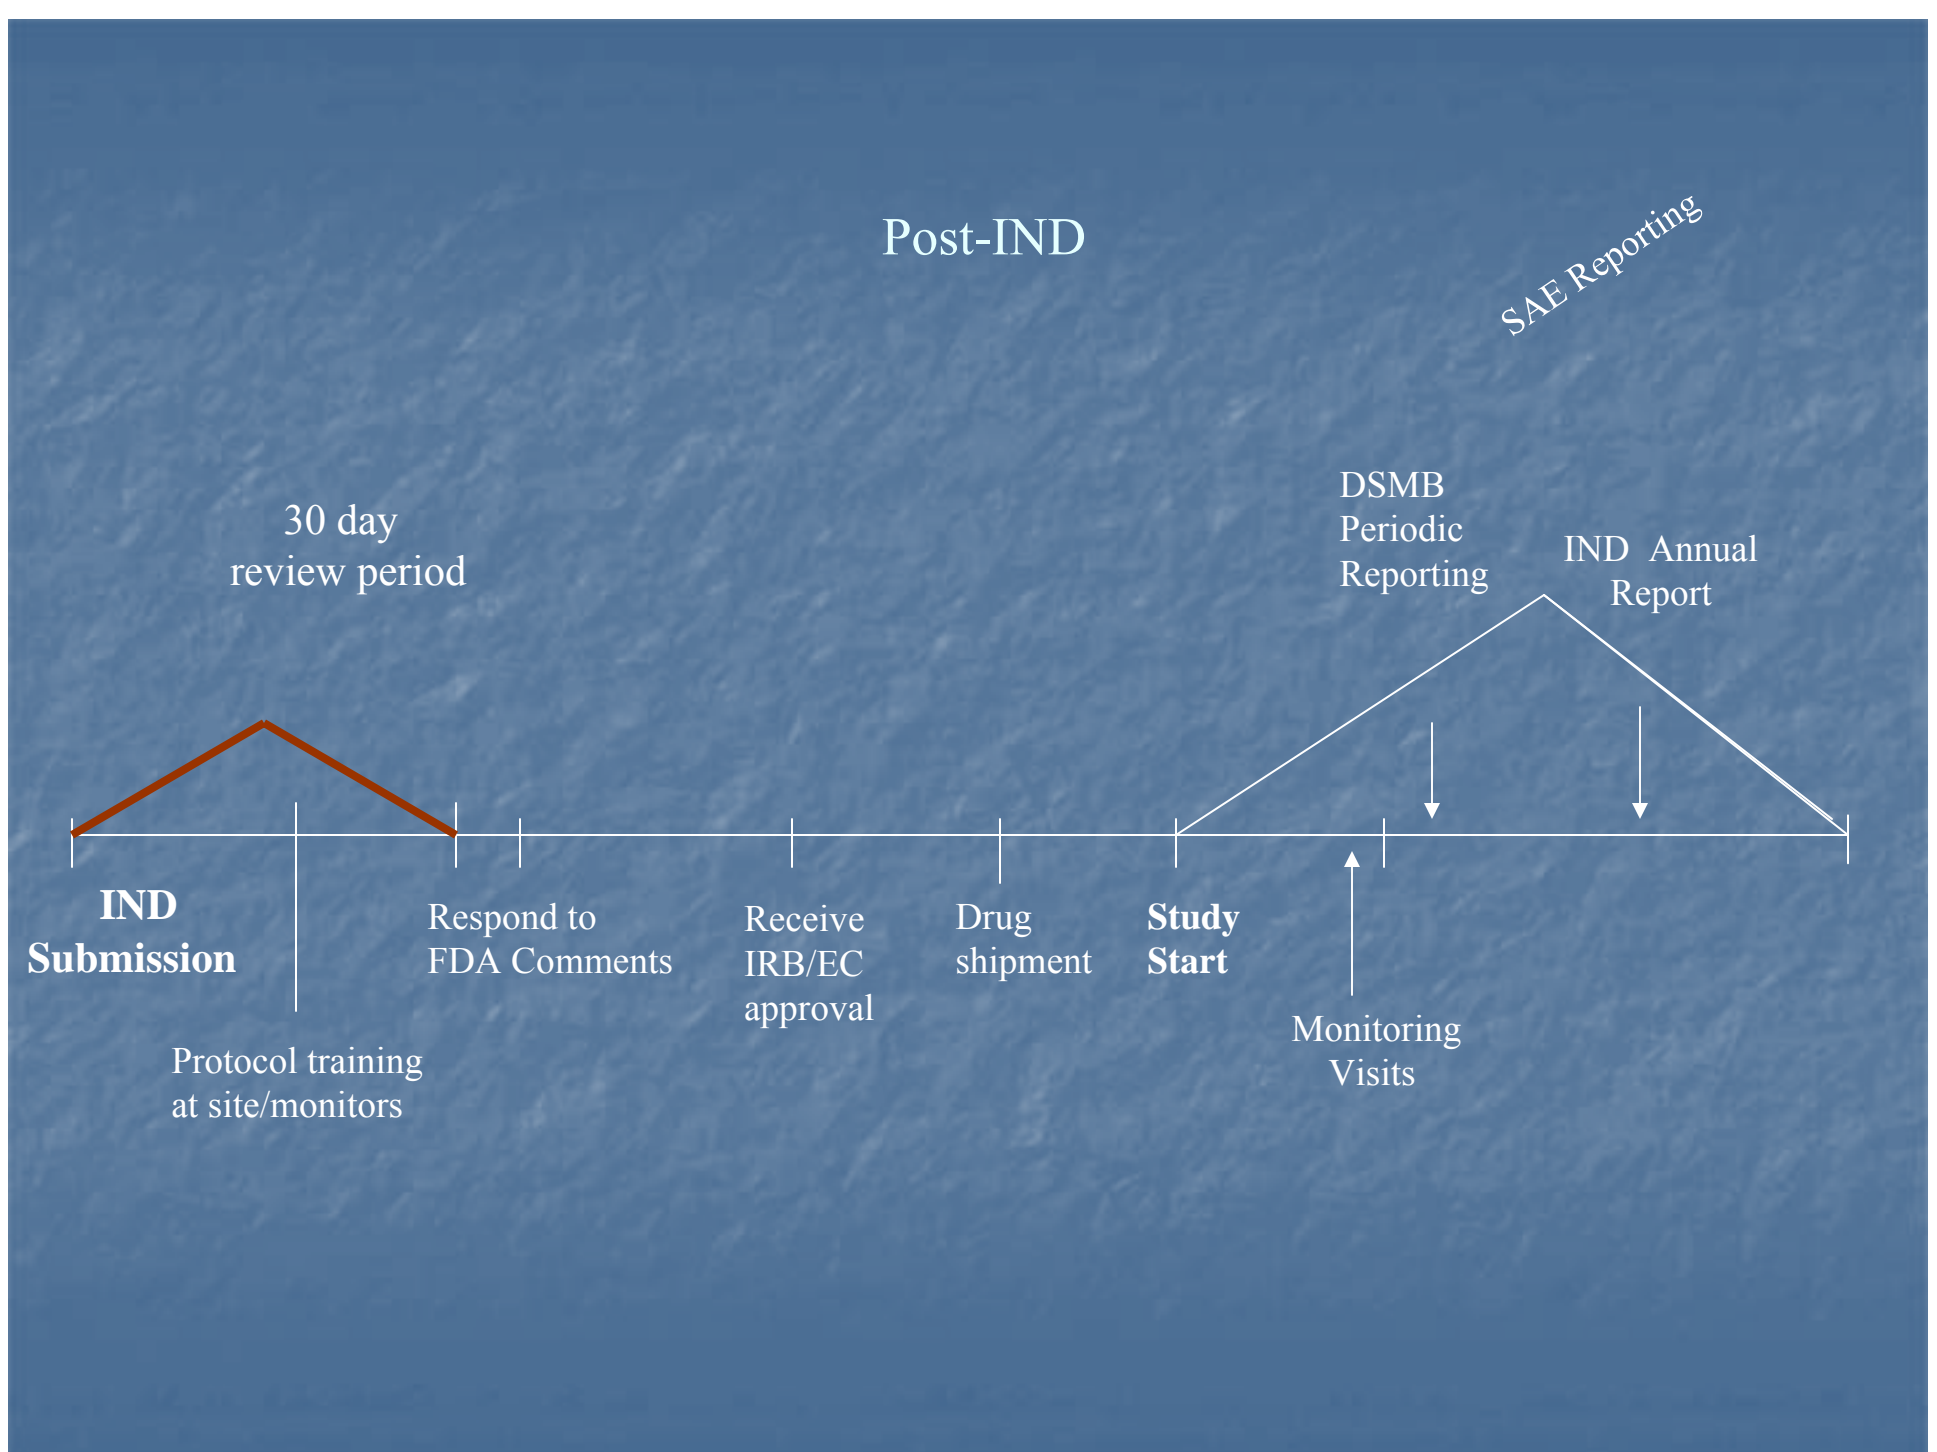 Post-IND
SAE Reporting
30 day
review period
DSMB
Periodic
Reporting
IND  Annual
Report
IND
Submission
Protocol training
at site/monitors
Respond to
FDA Comments
Receive
IRB/EC
approval
Drug
shipment
Study
Start
Monitoring
Visits